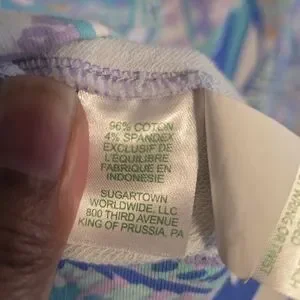 96% COTTON
4% SPANDEX
EXCLUSIF DE
L'EQUILIBRE
FABRIQUE EN
INDONESIE
SUGARTOWN
WORLDWIDE, LLC
800 THIRD AVENUE
KING OF PRUSSIA, PA